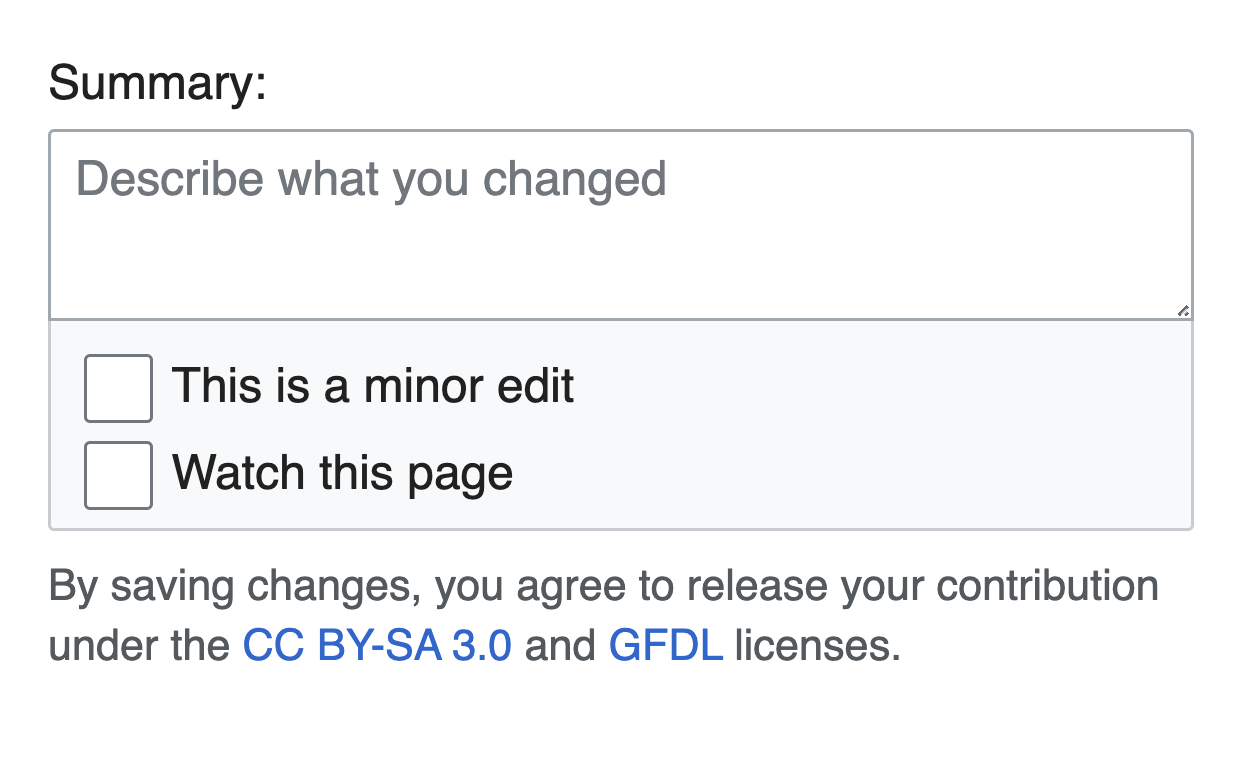 Summary:
Describe what you changed
This is a minor edit
Watch this page
By saving changes, you agree to release your contribution
under the CC BY-SA 3.0 and GFDL licenses.